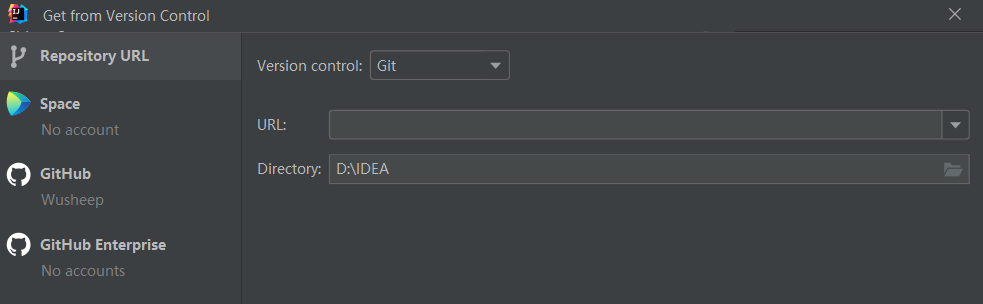 Get from Version Control
Repository URL
Space
No account
GitHub
Wusheep
GitHub Enterprise
No accounts
Version control: Git
URL:
Directory: D:\IDEA